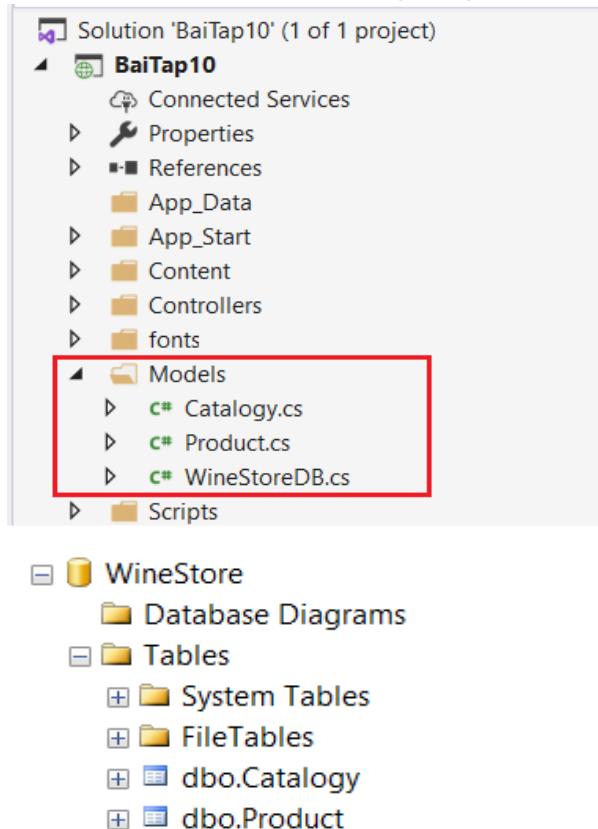 Solution 'BaiTap10' (1 of 1 project)
BaiTap10
Connected Services
Properties
References
App_Data
App_Start
Content
Controllers
fonts
Models
C# Catalogy.cs
C# Product.cs
C# WineStoreDB.cs
Scripts
WineStore
Database Diagrams
Tables
System Tables
FileTables
dbo.Catalogy
dbo.Product